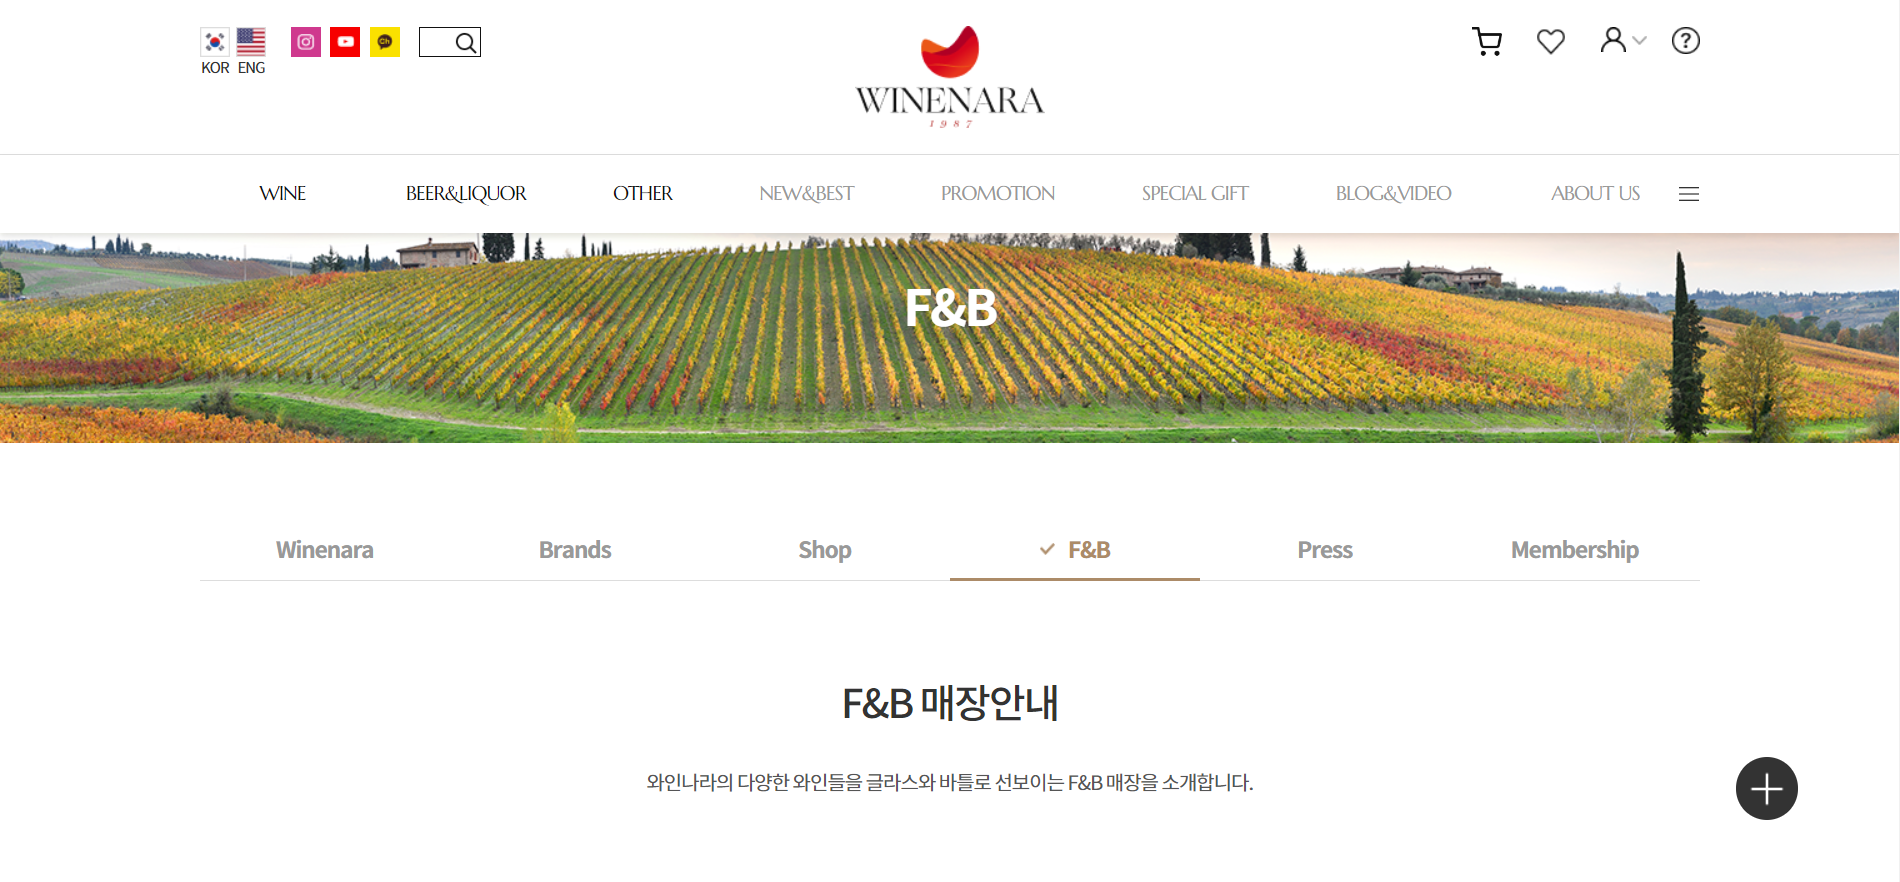 KOR ENG
Ch
WINENARA
1987
WINE BEER&LIQUOR OTHER NEW&BEST PROMOTION SPECIAL GIFT BLOG&VIDEO ABOUT US
F&B
Winenara Brands Shop F&B Press Membership
F&B 매장안내
와인나라의 다양한 와인들을 글라스와 바틀로 선보이는 F&B 매장을 소개합니다.